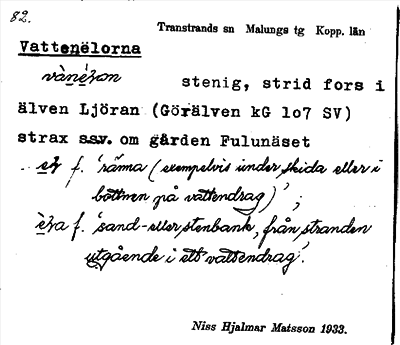 82.
Transtrands sn Malungs tg Kopp. län
Vattenëlorna
stenig, strid fors i
älven Ljöran (Görälven kG 107 SV)
strax ssv. om gården Fulunäset
f. 'ränna (exempelvis under skida eller i
bottnen på vattendrag)';
f. 'sand- eller stenbank, från stranden
utgående i ett vattendrag'.
Niss Hjalmar Matsson 1933.